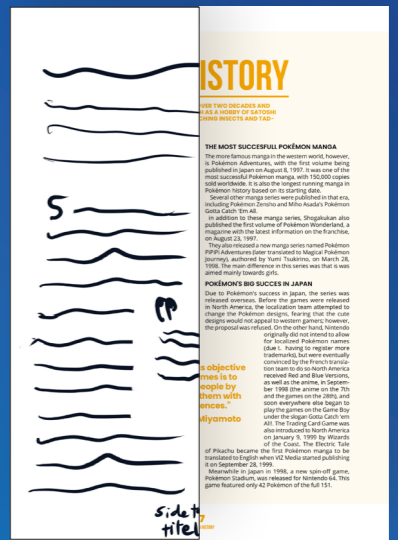 S
PP
side t
titel
ISTORY
OVER TWO DECADES AND
AS A HOBBY OF SATOSHI
CHING INSECTS AND TAD-
THE MOST SUCCESFULL POKÉMON MANGA
The more famous manga in the western world, however,
is Pokémon Adventures, with the first volume being
published in Japan on August 8, 1997. It was one of the
most successful Pokémon manga, with 150,000 copies
sold worldwide. It is also the longest running manga in
Pokémon history based on its starting date.
Several other manga series were published in that era,
including Pokémon Zensho and Miho Asada's Pokémon
Gotta Catch 'Em All.
In addition to these manga series, Shogakukan also
published the first volume of Pokémon Wonderland, a
magazine with the latest information on the franchise,
on August 23, 1997.
They also released a new manga series named Pokémon
PiPiPi Adventures (later translated to Magical Pokémon
Journey), authored by Yumi Tsukirino, on March 28,
1998. The main difference in this series was that is was
aimed mainly towards girls.
POKÉMON'S BIG SUCCES IN JAPAN
Due to Pokémon's success in Japan, the series was
released overseas. Before the games were released
in North America, the localization team attempted to
change the Pokémon designs, fearing that the cute
designs would not appeal to western gamers; however,
the proposal was refused. On the other hand, Nintendo
originally did not intend to allow
for localized Pokémon names
(due t. having to register more
trademarks), but were eventually
convinced by the French transla-
tion team to do so-North America
received Red and Blue Versions,
as well as the anime, in Septem-
ber 1998 (the anime on the 7th
and the games on the 28th), and
soon everywhere else began to
play the games on the Game Boy
under the slogan Gotta Catch 'em
All. The Trading Card Game was
also introduced to North America
on January 9, 1999 by Wizards
of the Coast. The Electric Tale
of Pikachu became the first Pokémon manga to be
translated to English when VIZ Media started publishing
it on September 28, 1999.
Meanwhile in Japan in 1998, a new spin-off game,
Pokémon Stadium, was released for Nintendo 64. This
game featured only 42 Pokémon of the full 151.
s objective
mes is to
eople by
them with
ences."
Miyamoto
7